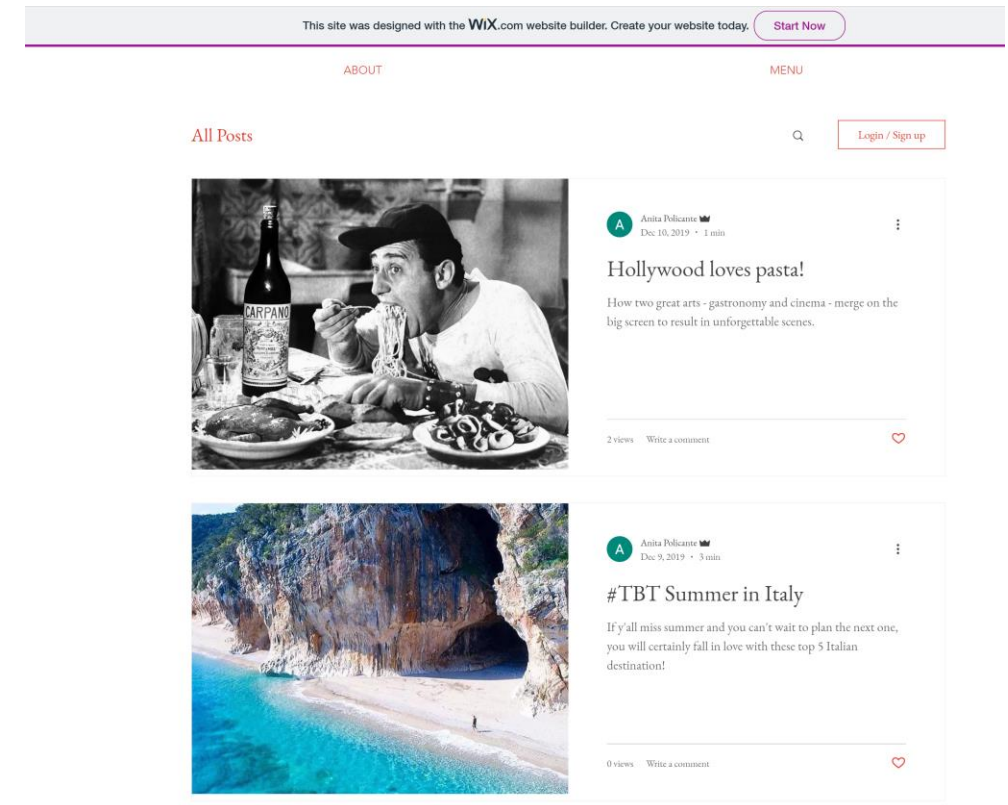 This site was designed with the WiX.com website builder. Create your website today. Start Now
ABOUT MENU
All Posts
Login / Sign up
CARPANO
A
Anita Policante
Dec 10, 2019 • 1 min
Hollywood loves pasta!
How two great arts - gastronomy and cinema - merge on the
big screen to result in unforgettable scenes.
2 views Write a comment
A
Anita Policante
Dec 9, 2019 • 3 min
#TBT Summer in Italy
If y'all miss summer and you can't wait to plan the next one,
you will certainly fall in love with these top 5 Italian
destination!
0 views Write a comment